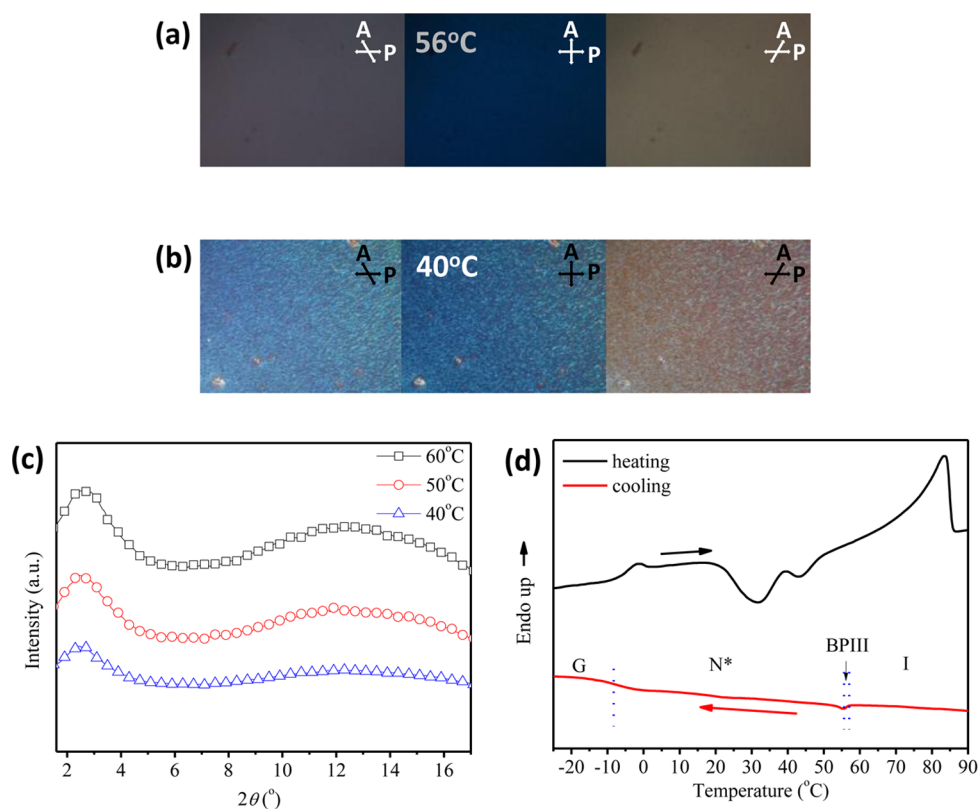 (a)
A
P
56°C
A
P
A
P
(b)
A
P
40°C
A
P
A
P
(c)
60°C
50°C
40°C
Intensity (a.u.)
2 4 6 8 10 12 14 16
2θ (°)
(d)
heating
cooling
Endo up
BPIII
G N* I
-20 -10 0 10 20 30 40 50 60 70 80 90
Temperature (°C)